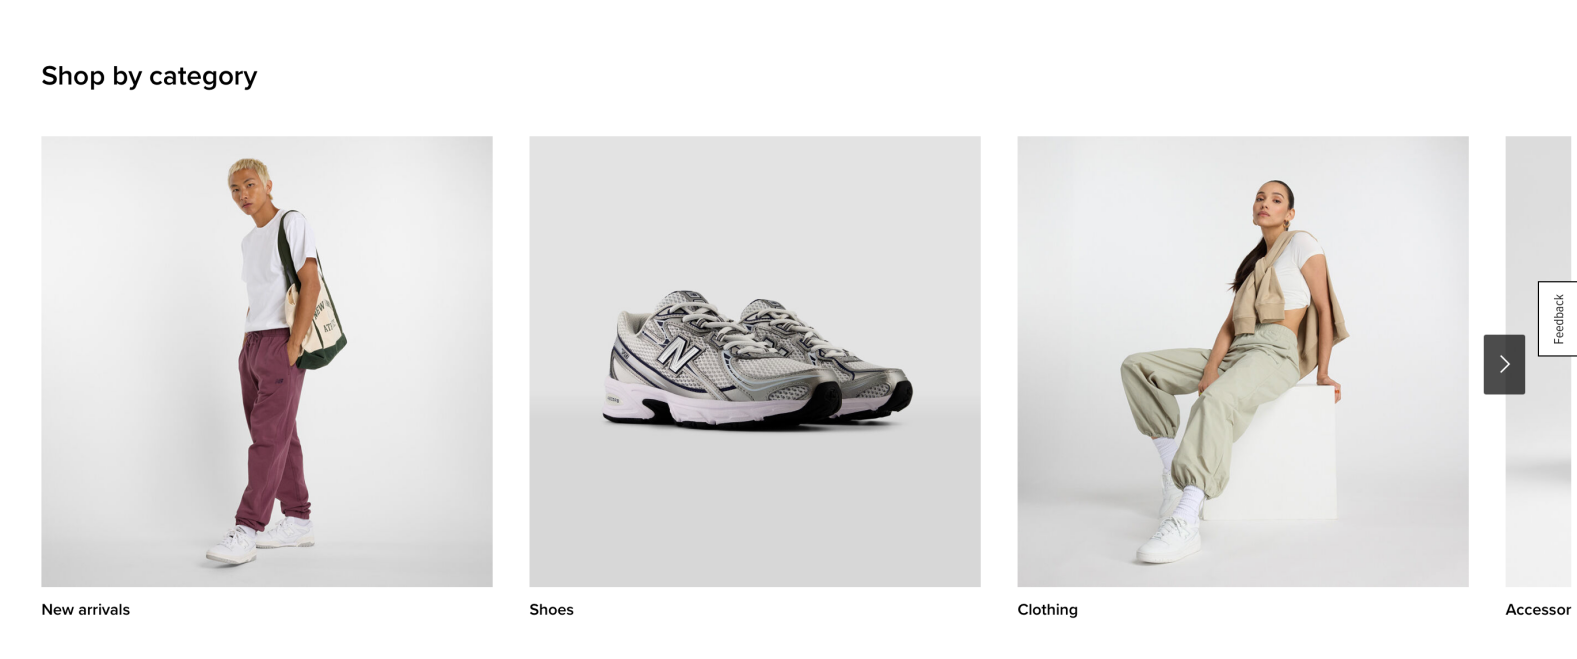 Shop by category
New arrivals
Shoes
Clothing
Accessor
Feedback
N